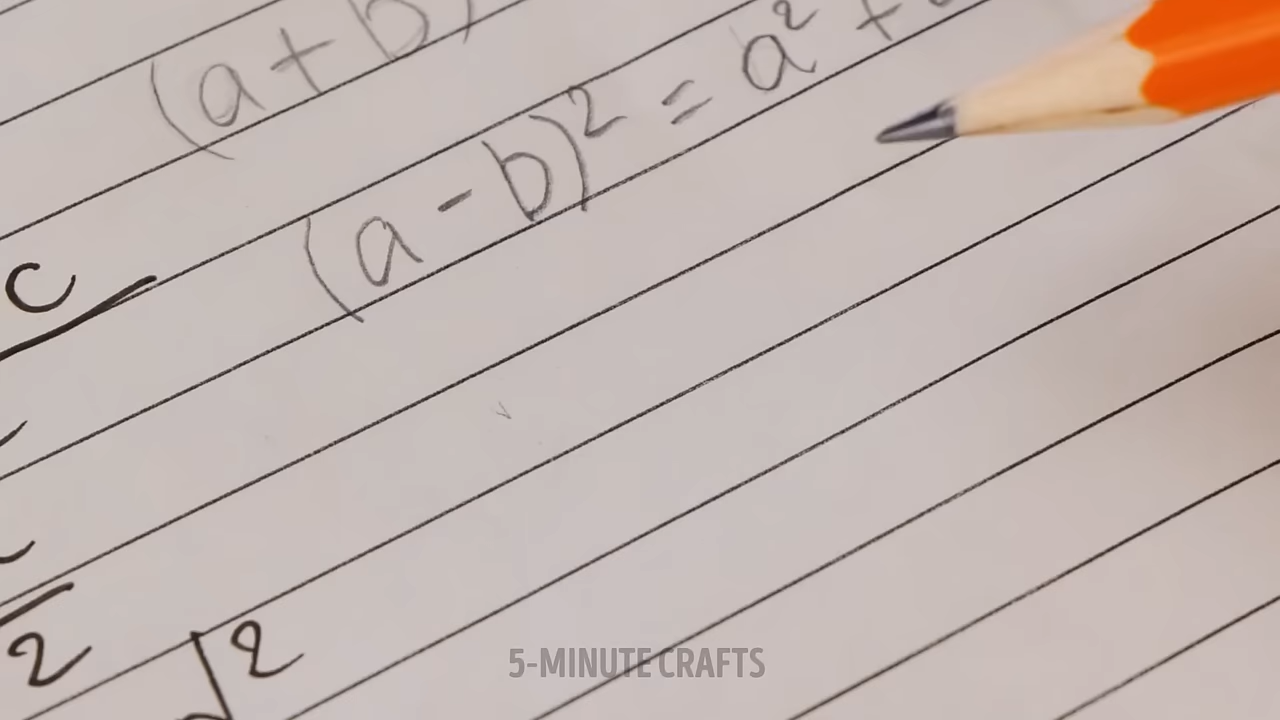 (a+b)
(a-b)² = a² +
C
2
2
5-MINUTE CRAFTS